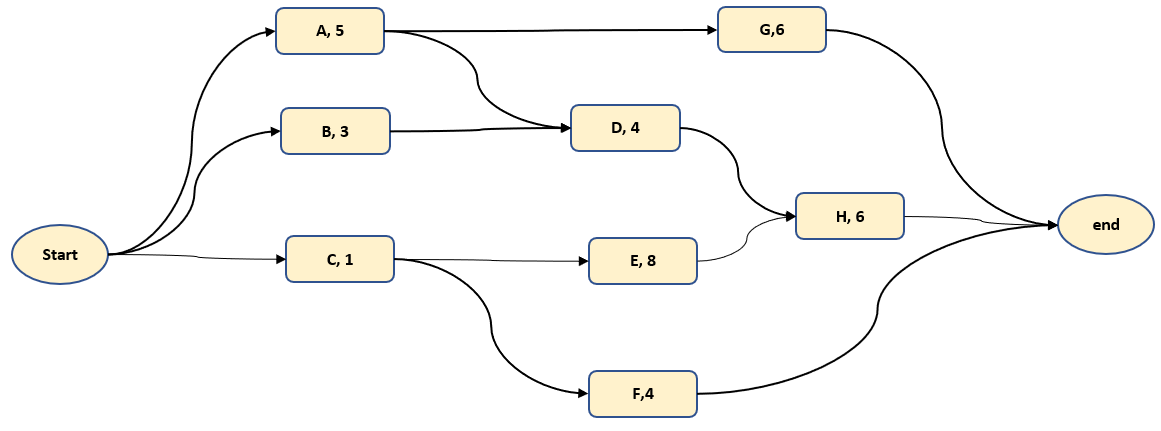 A, 5
G,6
B, 3
D, 4
H, 6
Start
end
C, 1
E, 8
F,4